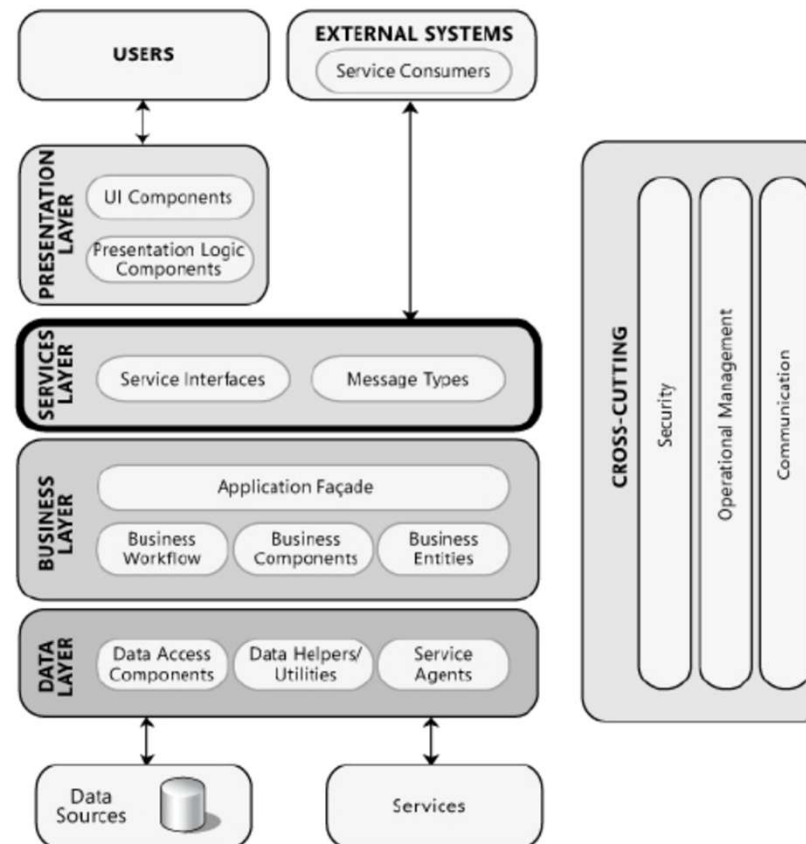 USERS
EXTERNAL SYSTEMS
Service Consumers
PRESENTATION
LAYER
UI Components
Presentation Logic
Components
SERVICES
LAYER
Service Interfaces
Message Types
BUSINESS
LAYER
Application Façade
Business
Workflow
Business
Components
Business
Entities
DATA
LAYER
Data Access
Components
Data Helpers/
Utilities
Service
Agents
Data
Sources
Services
CROSS-CUTTING
Security
Operational Management
Communication